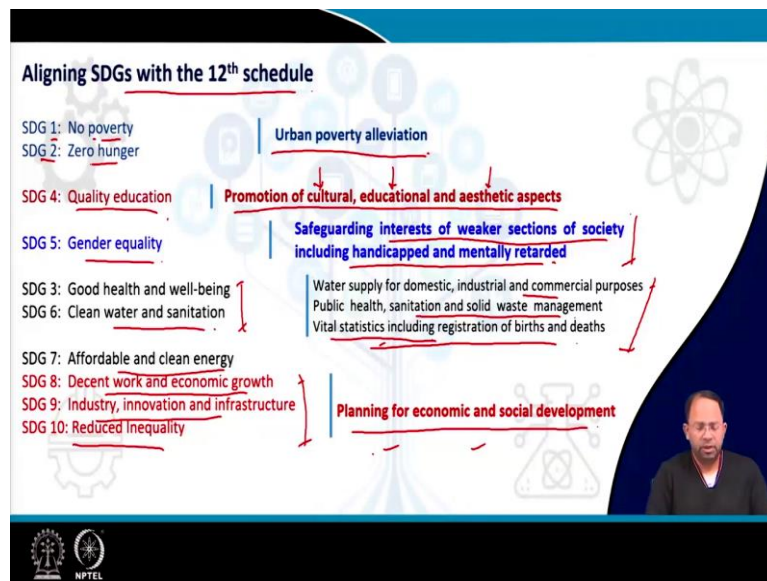 Aligning SDGs with the 12th schedule
SDG 1: No poverty
SDG 2: Zero hunger
Urban poverty alleviation
SDG 4: Quality education
Promotion of cultural, educational and aesthetic aspects
SDG 5: Gender equality
Safeguarding interests of weaker sections of society
including handicapped and mentally retarded
SDG 3: Good health and well-being
SDG 6: Clean water and sanitation
Water supply for domestic, industrial and commercial purposes
Public health, sanitation and solid waste management
Vital statistics including registration of births and deaths
SDG 7: Affordable and clean energy
SDG 8: Decent work and economic growth
SDG 9: Industry, innovation and infrastructure
SDG 10: Reduced Inequality
Planning for economic and social development
NPTEL